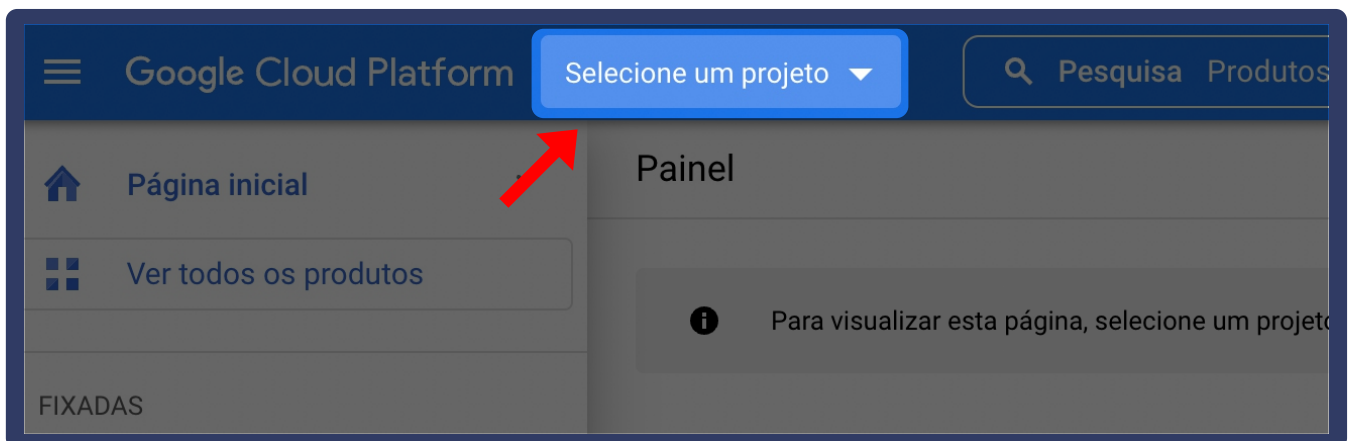 Google Cloud Platform
Selecione um projeto
Pesquisa Produtos
Página inicial
Painel
Ver todos os produtos
Para visualizar esta página, selecione um projeto
FIXADAS